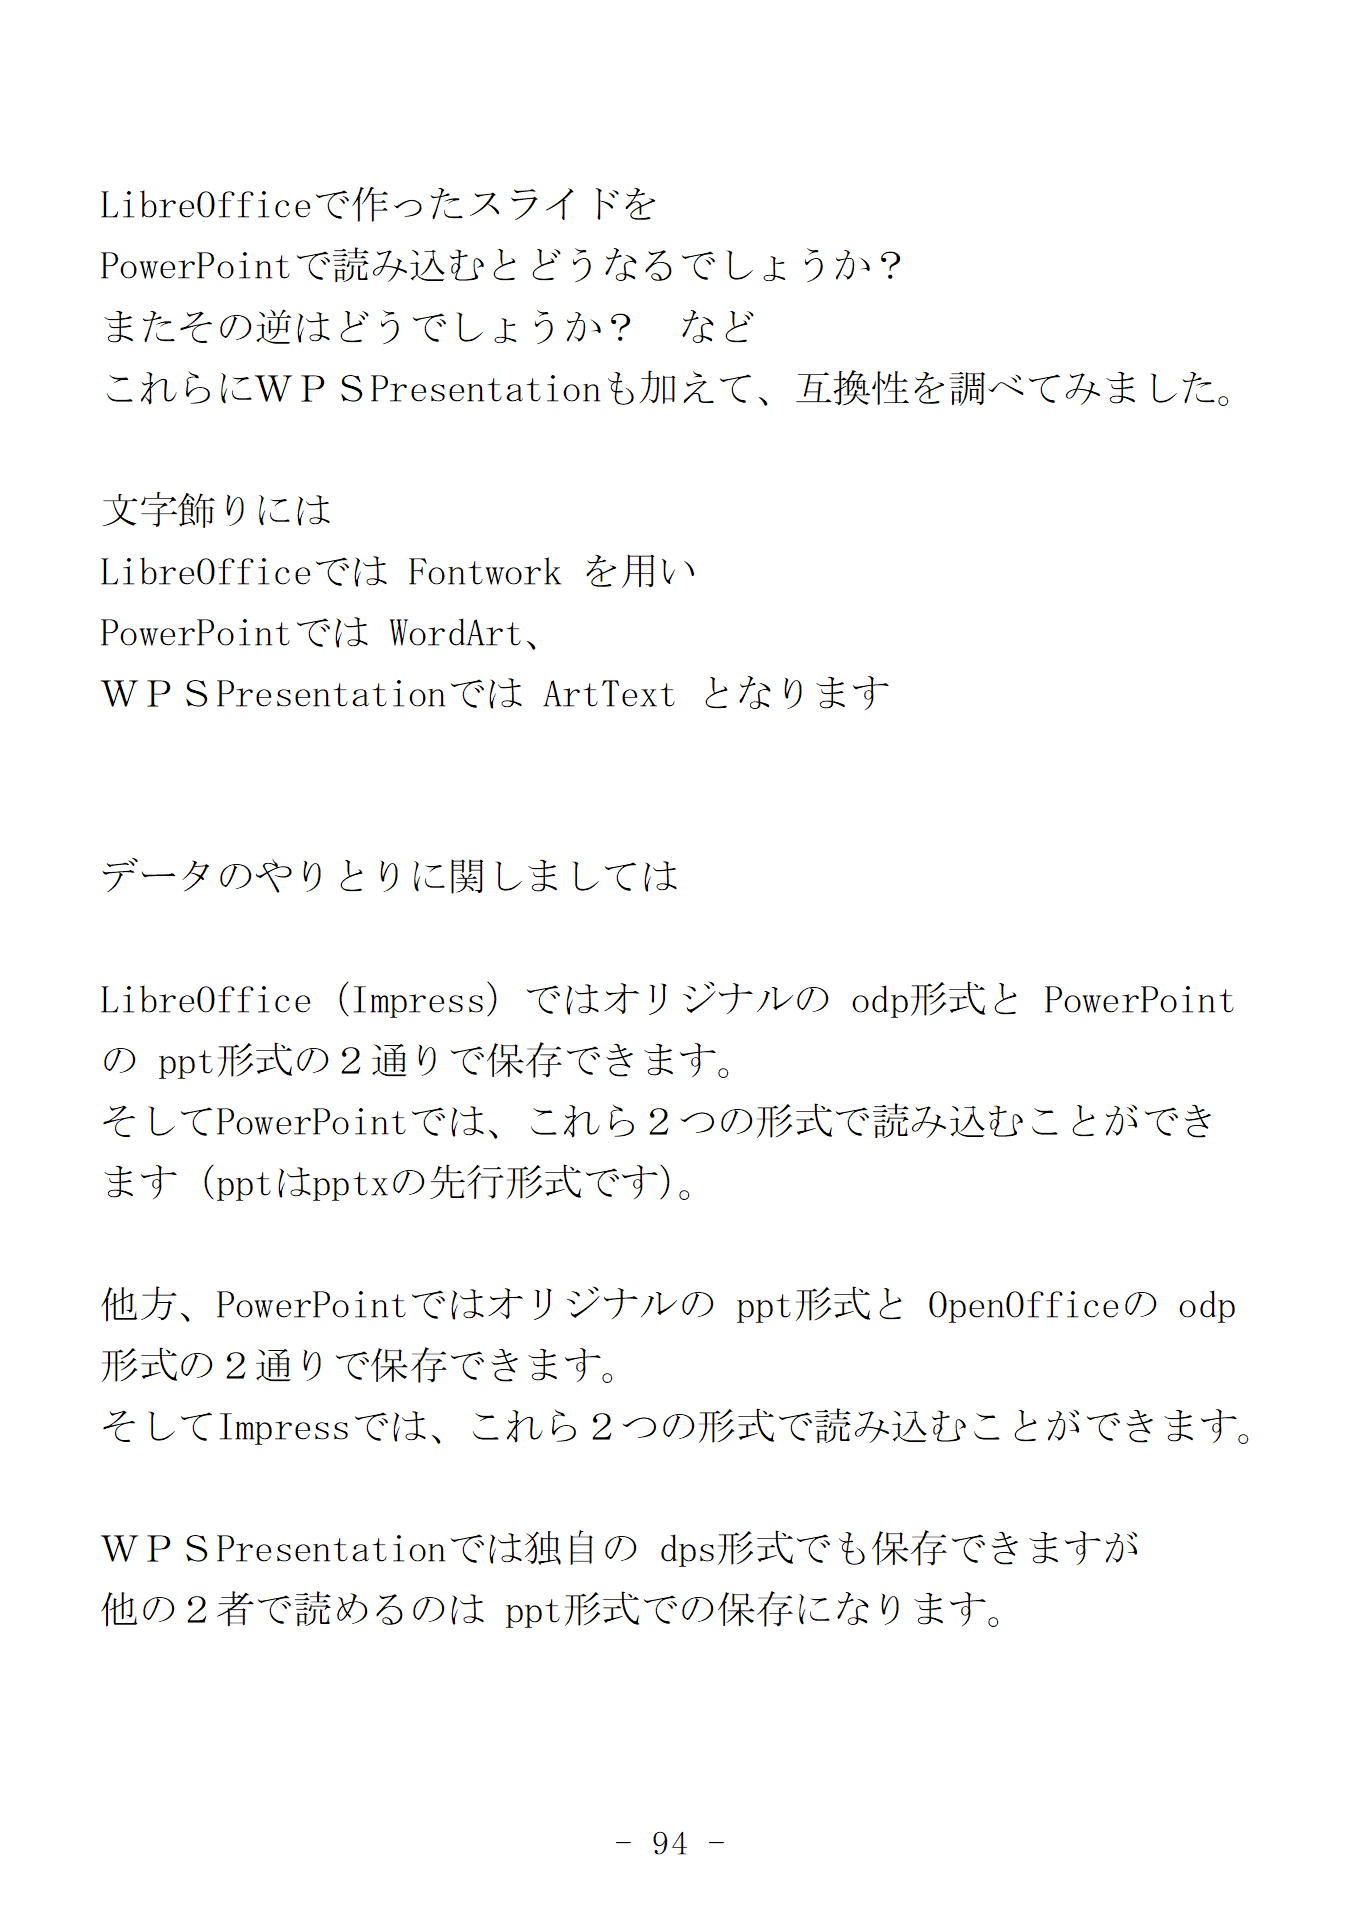 LibreOfficeで作ったスライドを
PowerPointで読み込むとどうなるでしょうか？
またその逆はどうでしょうか？　など
これらにＷＰＳPresentationも加えて、互換性を調べてみました。
文字飾りには
LibreOfficeでは Fontwork を用い
PowerPointでは WordArt、
ＷＰＳPresentationでは ArtText となります
データのやりとりに関しましては
LibreOffice（Impress）ではオリジナルの odp形式と PowerPoint
の ppt形式の２通りで保存できます。
そしてPowerPointでは、これら２つの形式で読み込むことができ
ます（pptはpptxの先行形式です)。
他方、PowerPointではオリジナルの ppt形式と OpenOfficeの odp
形式の２通りで保存できます。
そしてImpressでは、これら２つの形式で読み込むことができます。
ＷＰＳPresentationでは独自の dps形式でも保存できますが
他の２者で読めるのは ppt形式での保存になります。
- 94 -